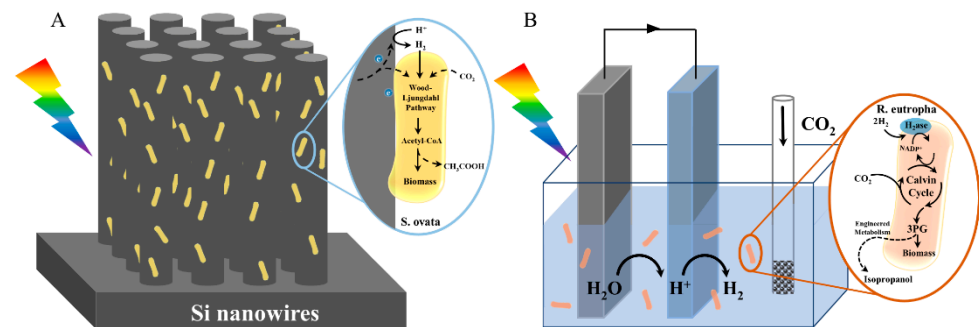 A
H⁺
H₂
e
CO₂
e
Wood-
Ljungdahl
Pathway
Acetyl-CoA
CH₃COOH
Biomass
S. ovata
Si nanowires
B
CO₂
H₂O
H⁺
H₂
R. eutropha
2H₂
H₂ase
NADP⁺
CO₂
Calvin
Cycle
3PG
Engineered
Metabolism
Biomass
Isopropanol